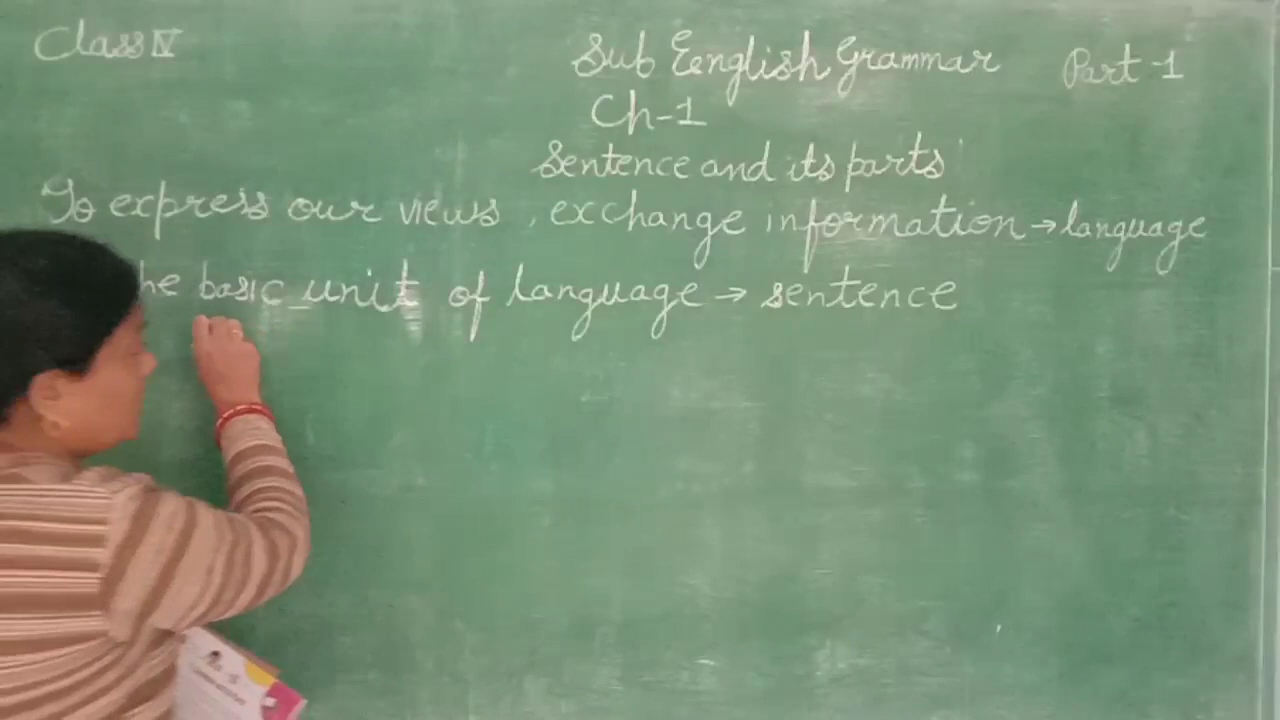 Class IV
Sub English Grammar Part-1
Ch-1
Sentence and its parts
To express our views, exchange information → language
he basic unit of language → sentence